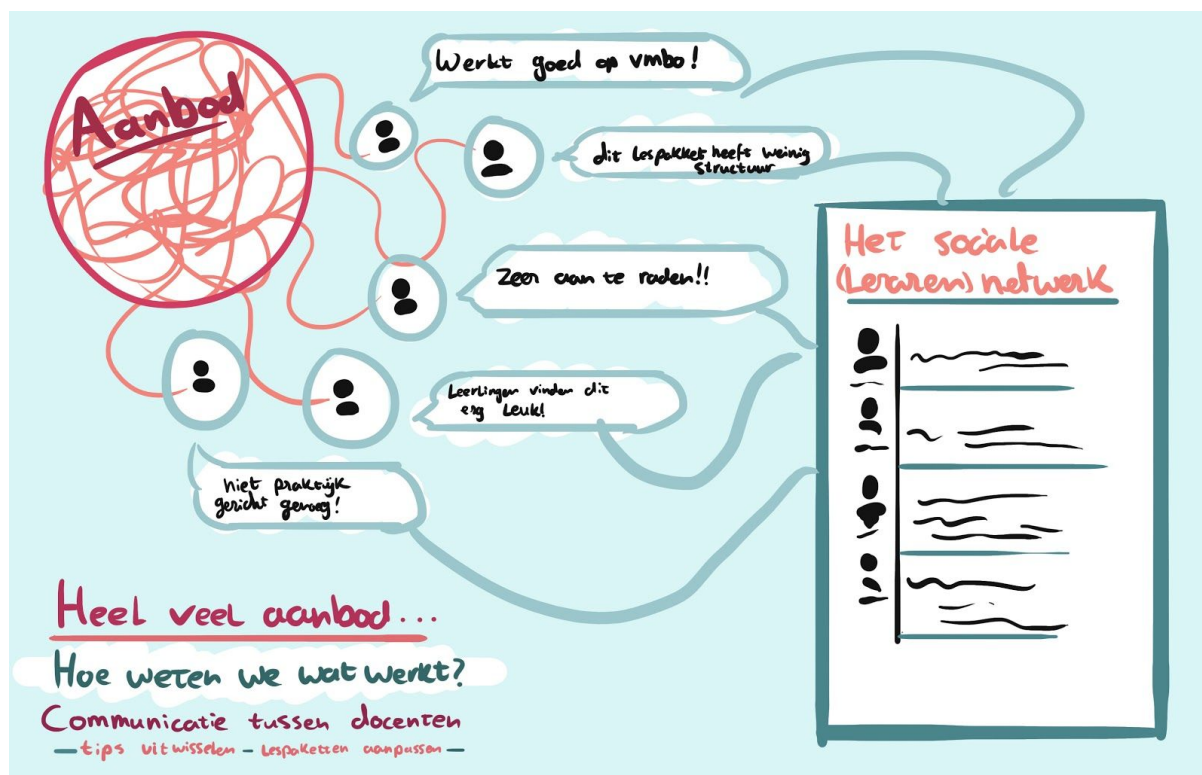 Aanbod
Werkt goed op vmbo!
dit lespakket heeft weinig
structuur
Zeer aan te raden!!
Leerlingen vinden dit
erg leuk!
niet praktijk
gericht genoeg!
Het sociale
(Leraren) netwerk
Heel veel aanbod...
Hoe weten we wat werkt?
Communicatie tussen docenten
- tips uitwisselen - Lespaketten aanpassen -